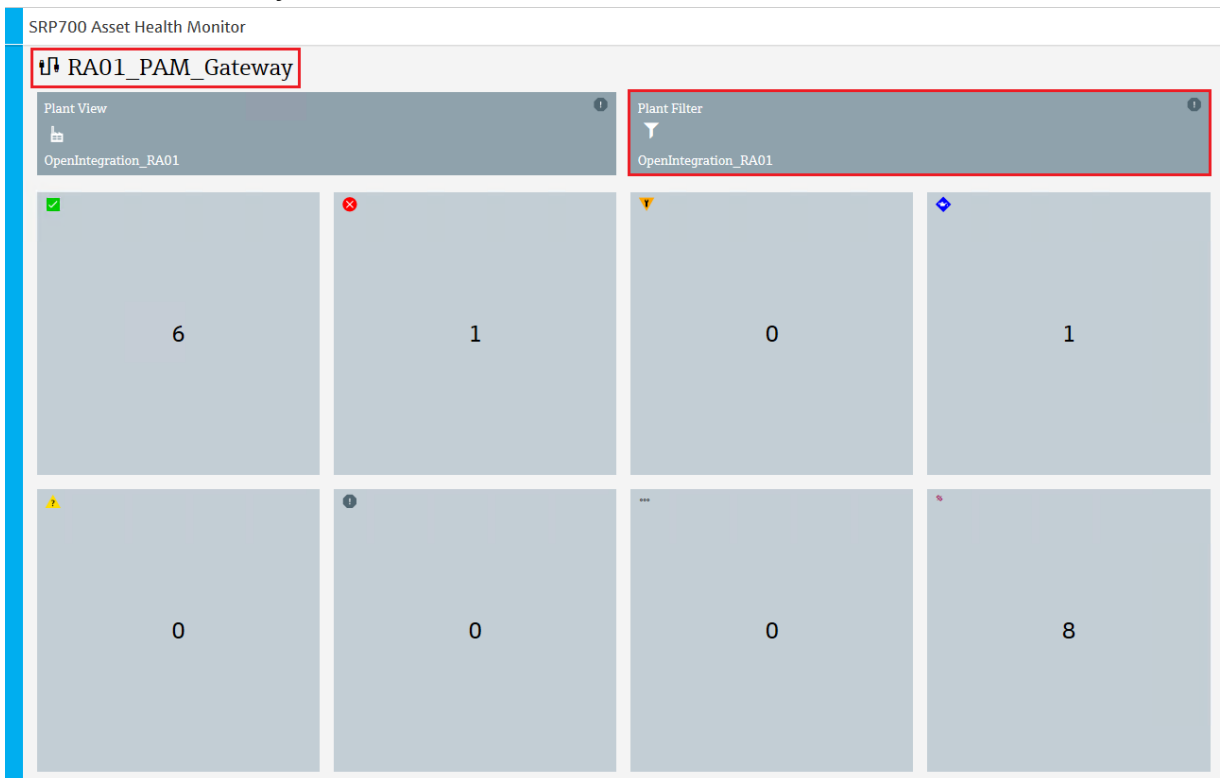 SRP700 Asset Health Monitor
RA01_PAM_Gateway
Plant View
OpenIntegration_RA01
Plant Filter
OpenIntegration_RA01
6
1
0
1
0
0
0
8